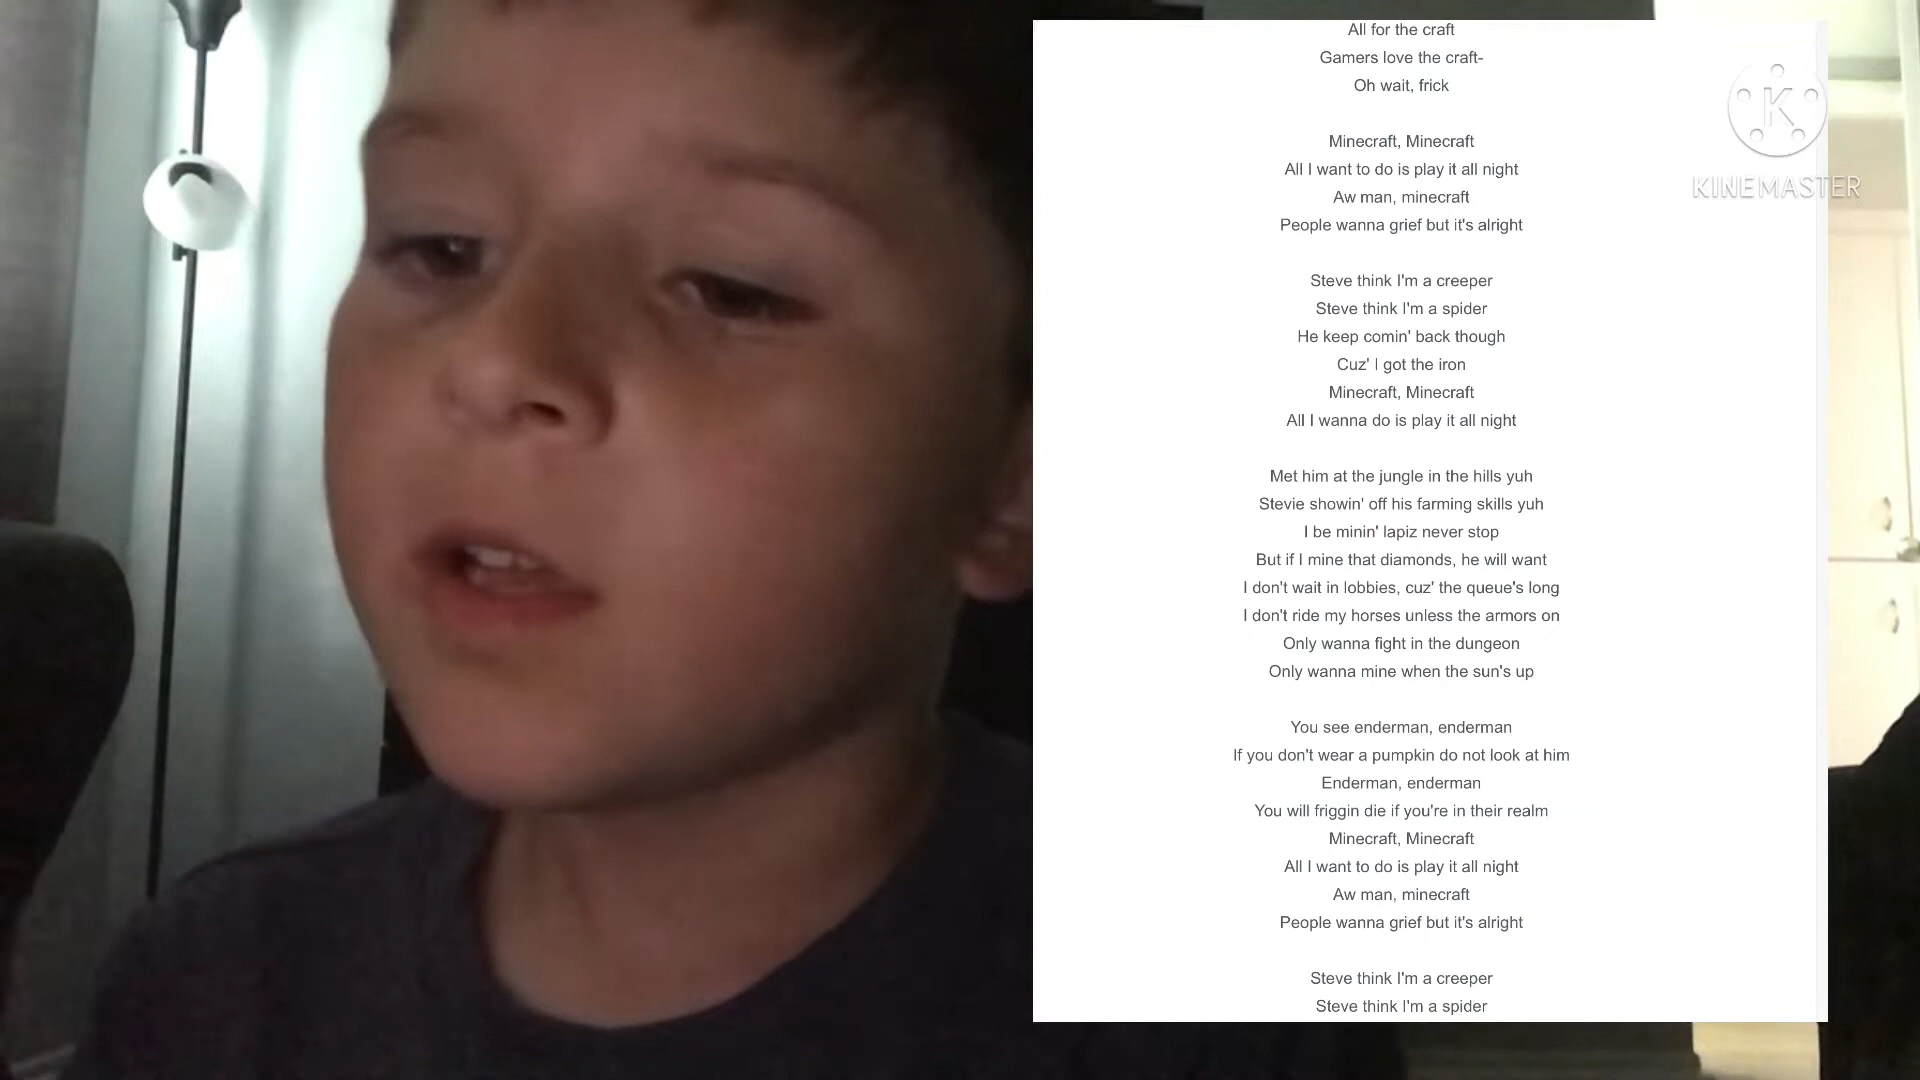 All for the craft
Gamers love the craft-
Oh wait, frick
Minecraft, Minecraft
All I want to do is play it all night
Aw man, minecraft
People wanna grief but it's alright
Steve think I'm a creeper
Steve think I'm a spider
He keep comin' back though
Cuz' I got the iron
Minecraft, Minecraft
All I wanna do is play it all night
Met him at the jungle in the hills yuh
Stevie showin' off his farming skills yuh
I be minin' lapiz never stop
But if I mine that diamonds, he will want
I don't wait in lobbies, cuz' the queue's long
I don't ride my horses unless the armors on
Only wanna fight in the dungeon
Only wanna mine when the sun's up
You see enderman, enderman
If you don't wear a pumpkin do not look at him
Enderman, enderman
You will friggin die if you're in their realm
Minecraft, Minecraft
All I want to do is play it all night
Aw man, minecraft
People wanna grief but it's alright
Steve think I'm a creeper
Steve think I'm a spider
K
KINEMASTER